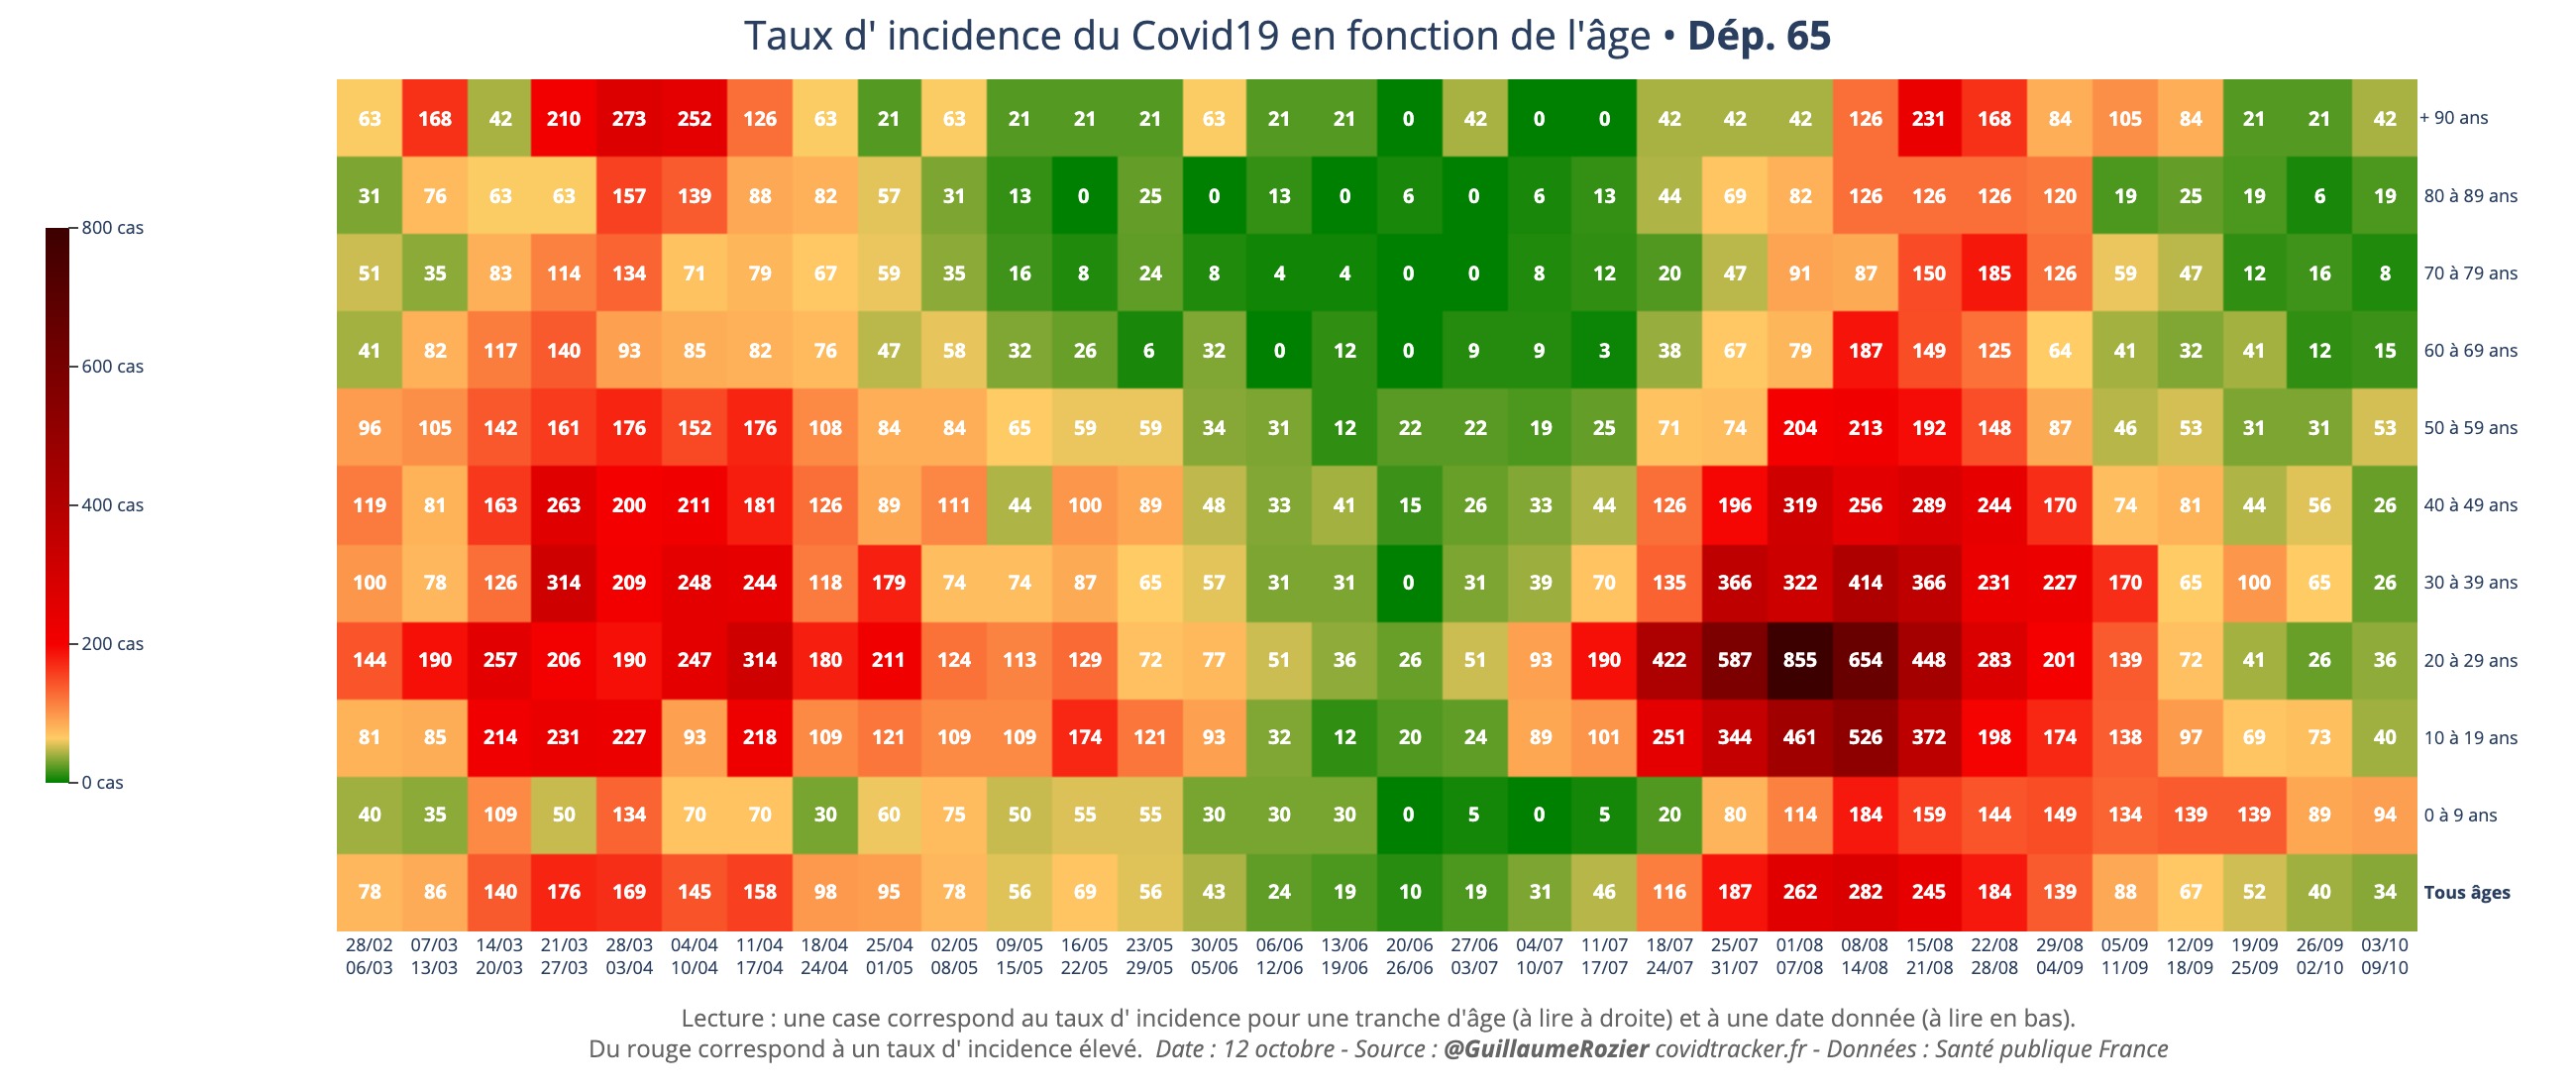 Taux d' incidence du Covid19 en fonction de l'âge • Dép. 65
800 cas
600 cas
400 cas
200 cas
0 cas
63 168 42 210 273 252 126 63 21 63 21 21 21 63 21 21 0 42 0 0 42 42 42 126 231 168 84 105 84 21 21 42 + 90 ans
31 76 63 63 157 139 88 82 57 31 13 0 25 0 13 0 6 0 6 13 44 69 82 126 126 126 120 19 25 19 6 19 80 à 89 ans
51 35 83 114 134 71 79 67 59 35 16 8 24 8 4 4 0 0 8 12 20 47 91 87 150 185 126 59 47 12 16 8 70 à 79 ans
41 82 117 140 93 85 82 76 47 58 32 26 6 32 0 12 0 9 9 3 38 67 79 187 149 125 64 41 32 41 12 15 60 à 69 ans
96 105 142 161 176 152 176 108 84 84 65 59 59 34 31 12 22 22 19 25 71 74 204 213 192 148 87 46 53 31 31 53 50 à 59 ans
119 81 163 263 200 211 181 126 89 111 44 100 89 48 33 41 15 26 33 44 126 196 319 256 289 244 170 74 81 44 56 26 40 à 49 ans
100 78 126 314 209 248 244 118 179 74 74 87 65 57 31 31 0 31 39 70 135 366 322 414 366 231 227 170 65 100 65 26 30 à 39 ans
144 190 257 206 190 247 314 180 211 124 113 129 72 77 51 36 26 51 93 190 422 587 855 654 448 283 201 139 72 41 26 36 20 à 29 ans
81 85 214 231 227 93 218 109 121 109 109 174 121 93 32 12 20 24 89 101 251 344 461 526 372 198 174 138 97 69 73 40 10 à 19 ans
40 35 109 50 134 70 70 30 60 75 50 55 55 30 30 30 0 5 0 5 20 80 114 184 159 144 149 134 139 139 89 94 0 à 9 ans
78 86 140 176 169 145 158 98 95 78 56 69 56 43 24 19 10 19 31 46 116 187 262 282 245 184 139 88 67 52 40 34 Tous âges
28/02 07/03 14/03 21/03 28/03 04/04 11/04 18/04 25/04 02/05 09/05 16/05 23/05 30/05 06/06 13/06 20/06 27/06 04/07 11/07 18/07 25/07 01/08 08/08 15/08 22/08 29/08 05/09 12/09 19/09 26/09 03/10
06/03 13/03 20/03 27/03 03/04 10/04 17/04 24/04 01/05 08/05 15/05 22/05 29/05 05/06 12/06 19/06 26/06 03/07 10/07 17/07 24/07 31/07 07/08 14/08 21/08 28/08 04/09 11/09 18/09 25/09 02/10 09/10
Lecture : une case correspond au taux d' incidence pour une tranche d'âge (à lire à droite) et à une date donnée (à lire en bas).
Du rouge correspond à un taux d' incidence élevé. Date : 12 octobre - Source : @GuillaumeRozier covidtracker.fr - Données : Santé publique France